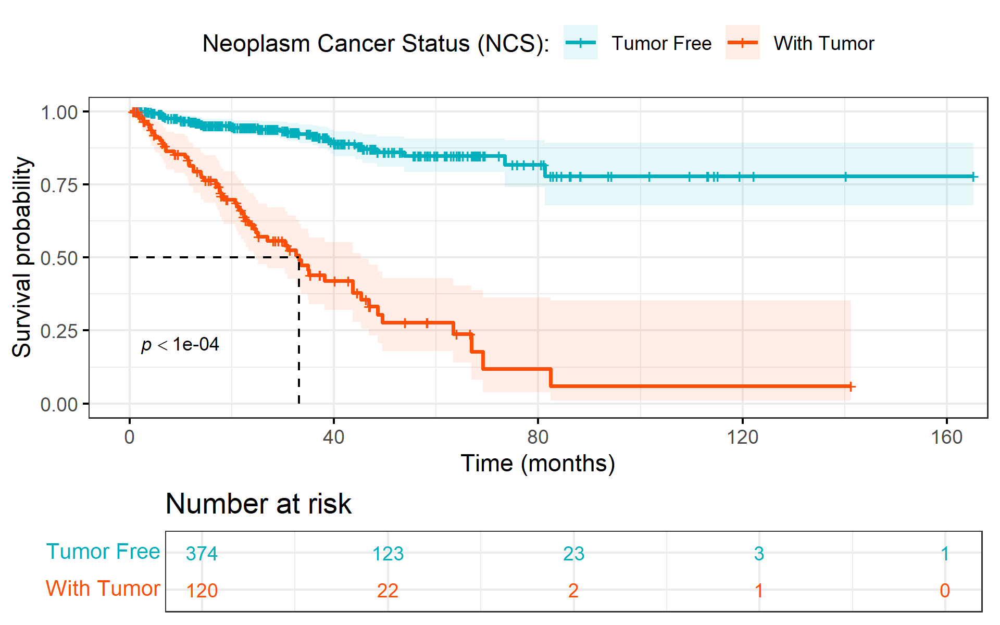 Neoplasm Cancer Status (NCS): Tumor Free With Tumor
Survival probability
1.00
0.75
0.50
0.25
0.00
p < 1e-04
0 40 80 120 160
Time (months)
Number at risk
Tumor Free 374 123 23 3 1
With Tumor 120 22 2 1 0